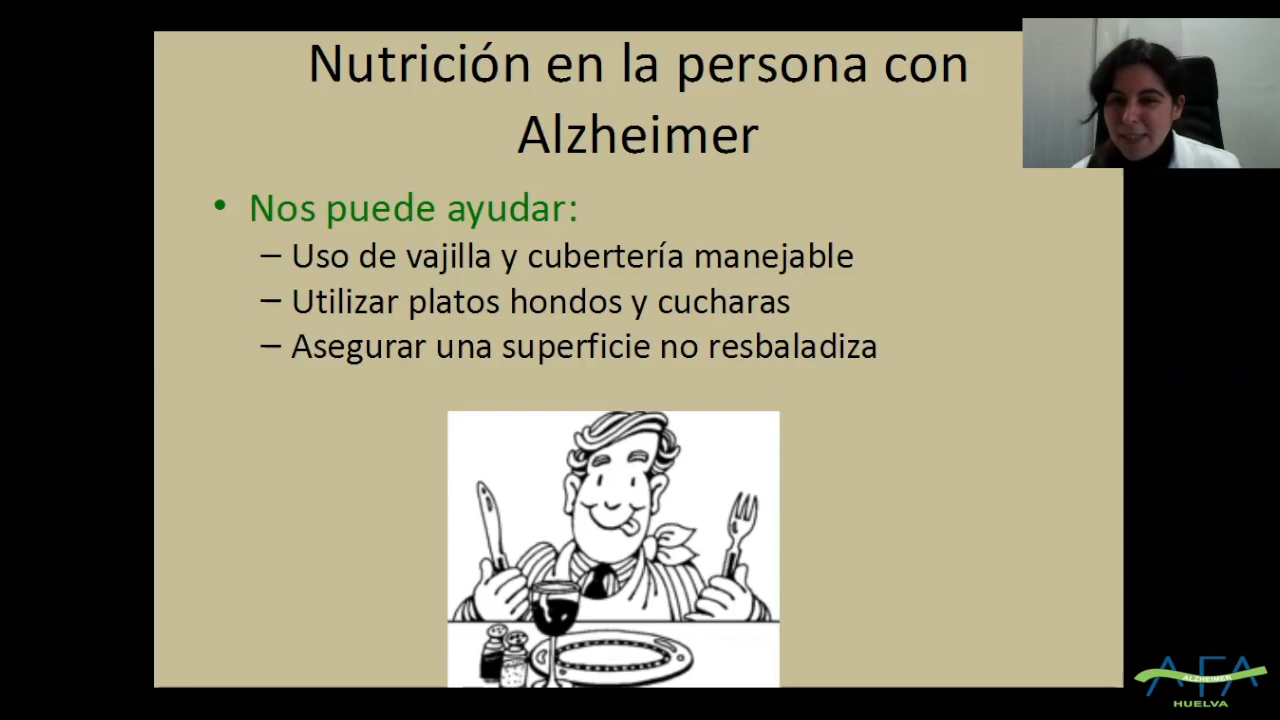 Nutrición en la persona con
Alzheimer
• Nos puede ayudar:
– Uso de vajilla y cubertería manejable
– Utilizar platos hondos y cucharas
– Asegurar una superficie no resbaladiza
AFA
ALZHEIMER
HUELVA